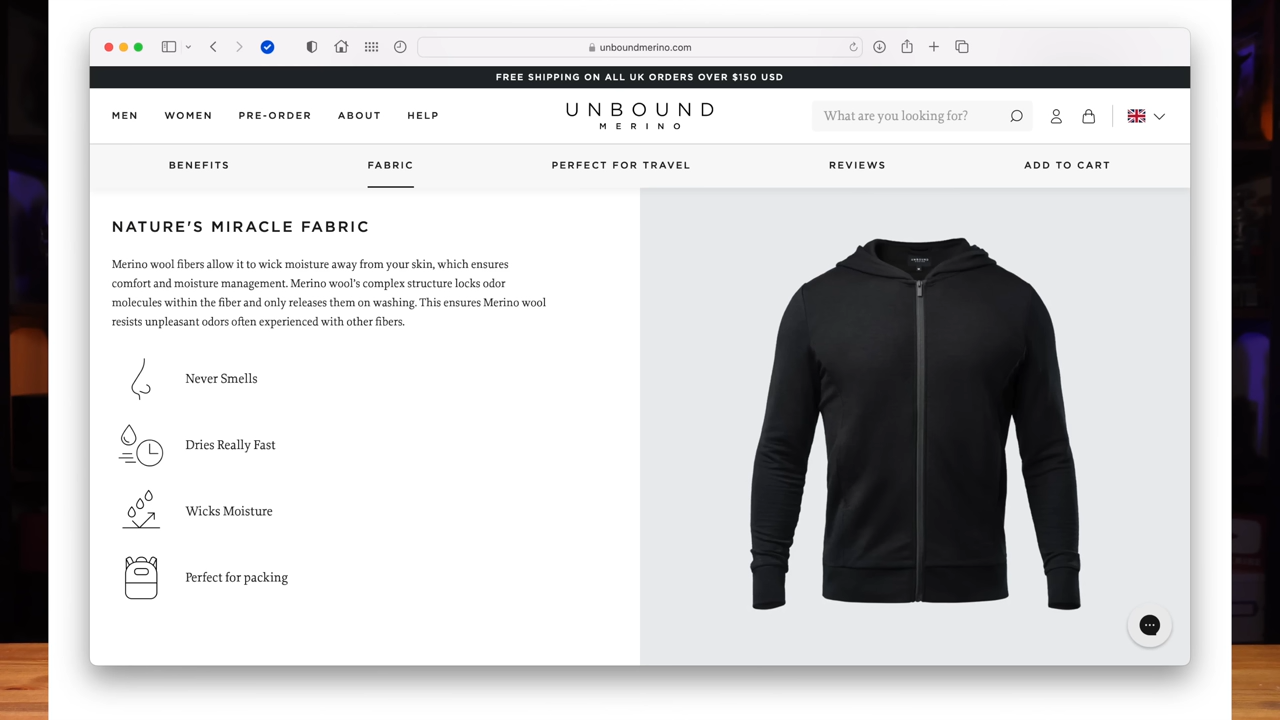 unboundmerino.com
FREE SHIPPING ON ALL UK ORDERS OVER $150 USD
MEN WOMEN PRE-ORDER ABOUT HELP
UNBOUND
MERINO
What are you looking for?
BENEFITS FABRIC PERFECT FOR TRAVEL REVIEWS ADD TO CART
NATURE'S MIRACLE FABRIC
Merino wool fibers allow it to wick moisture away from your skin, which ensures
comfort and moisture management. Merino wool's complex structure locks odor
molecules within the fiber and only releases them on washing. This ensures Merino wool
resists unpleasant odors often experienced with other fibers.
Never Smells
Dries Really Fast
Wicks Moisture
Perfect for packing